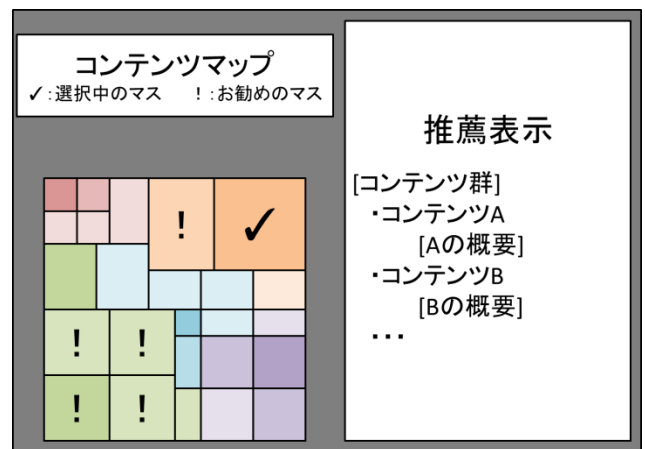 コンテンツマップ
✓:選択中のマス !:お勧めのマス
! ✓
! !
! !
推薦表示
[コンテンツ群]
・コンテンツA
[Aの概要]
・コンテンツB
[Bの概要]
・・・